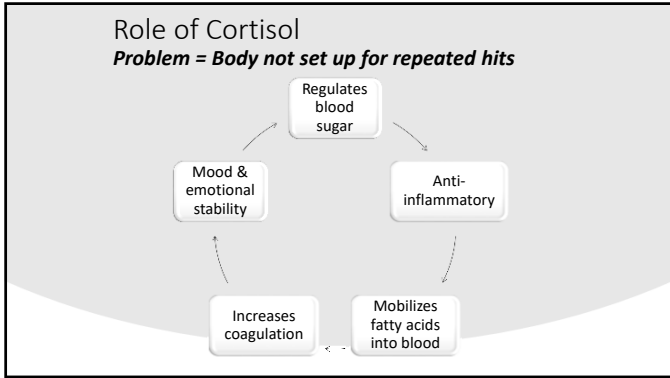 Role of Cortisol
Problem = Body not set up for repeated hits
Regulates
blood
sugar
Anti-
inflammatory
Mobilizes
fatty acids
into blood
Increases
coagulation
Mood &
emotional
stability